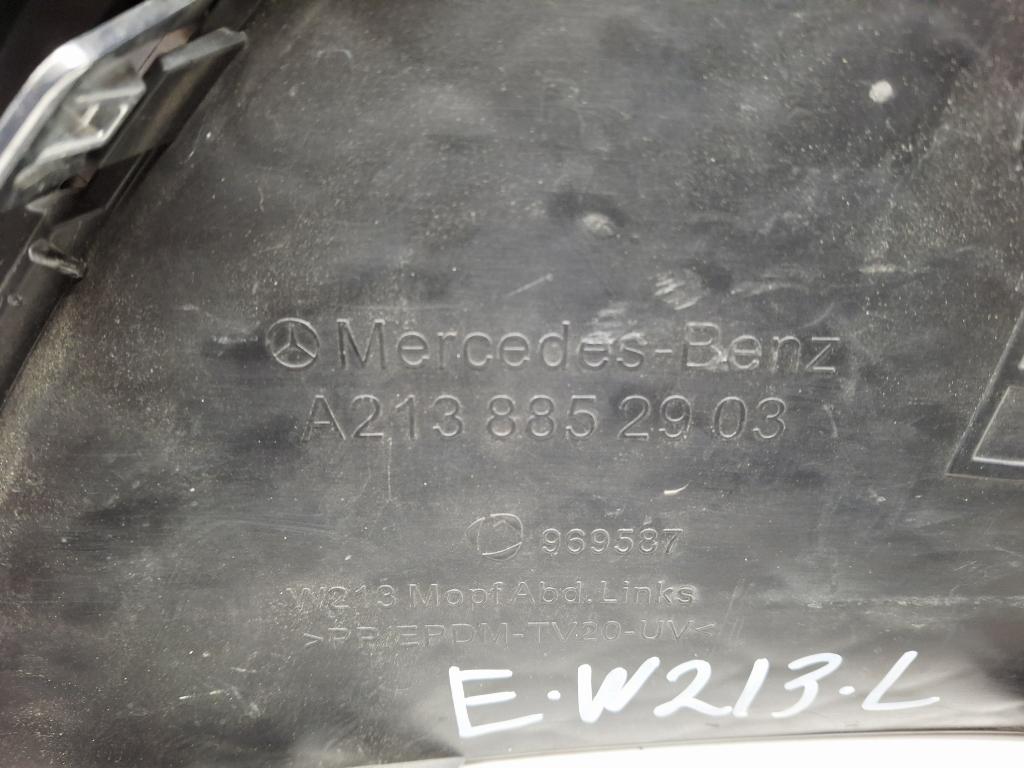 Mercedes-Benz
A213 885 29 03
969587
W213 Mopf Abd. Links
>PP/EPDM-TV20-UV<
E.W213.L